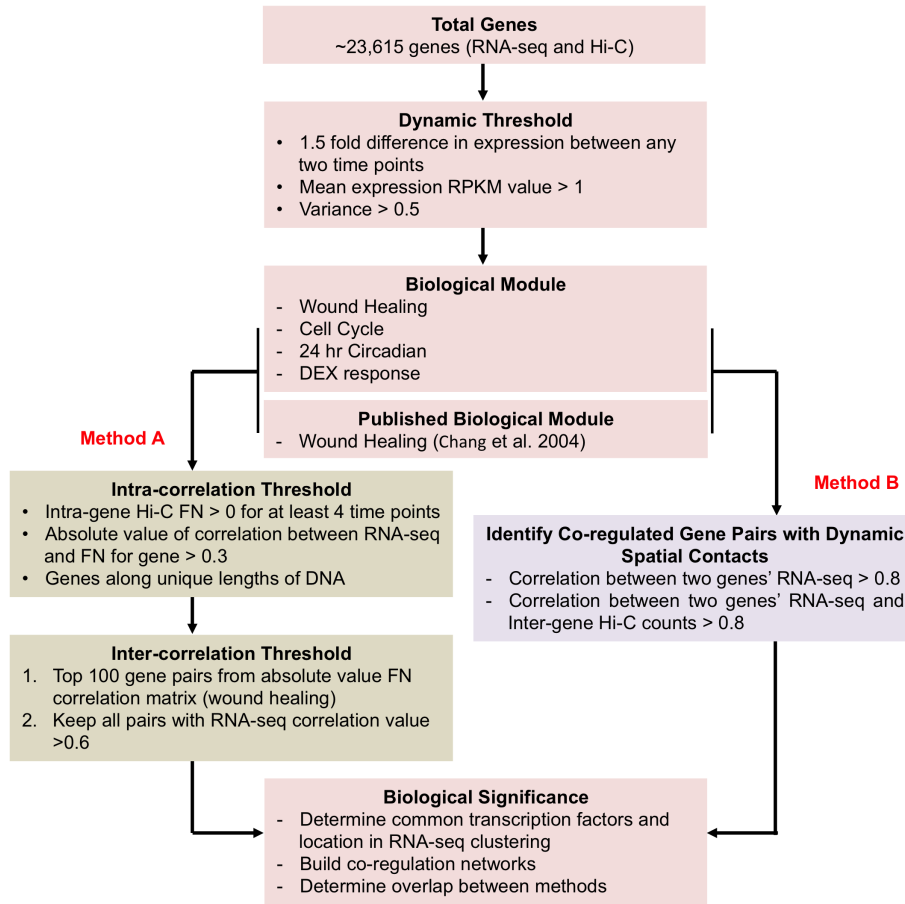 Total Genes
~23,615 genes (RNA-seq and Hi-C)
Dynamic Threshold
• 1.5 fold difference in expression between any
two time points
• Mean expression RPKM value > 1
• Variance > 0.5
Biological Module
- Wound Healing
- Cell Cycle
- 24 hr Circadian
- DEX response
Published Biological Module
- Wound Healing (Chang et al. 2004)
Method A
Intra-correlation Threshold
• Intra-gene Hi-C FN > 0 for at least 4 time points
• Absolute value of correlation between RNA-seq
and FN for gene > 0.3
• Genes along unique lengths of DNA
Inter-correlation Threshold
1. Top 100 gene pairs from absolute value FN
correlation matrix (wound healing)
2. Keep all pairs with RNA-seq correlation value
>0.6
Method B
Identify Co-regulated Gene Pairs with Dynamic
Spatial Contacts
- Correlation between two genes’ RNA-seq > 0.8
- Correlation between two genes’ RNA-seq and
Inter-gene Hi-C counts > 0.8
Biological Significance
- Determine common transcription factors and
location in RNA-seq clustering
- Build co-regulation networks
- Determine overlap between methods